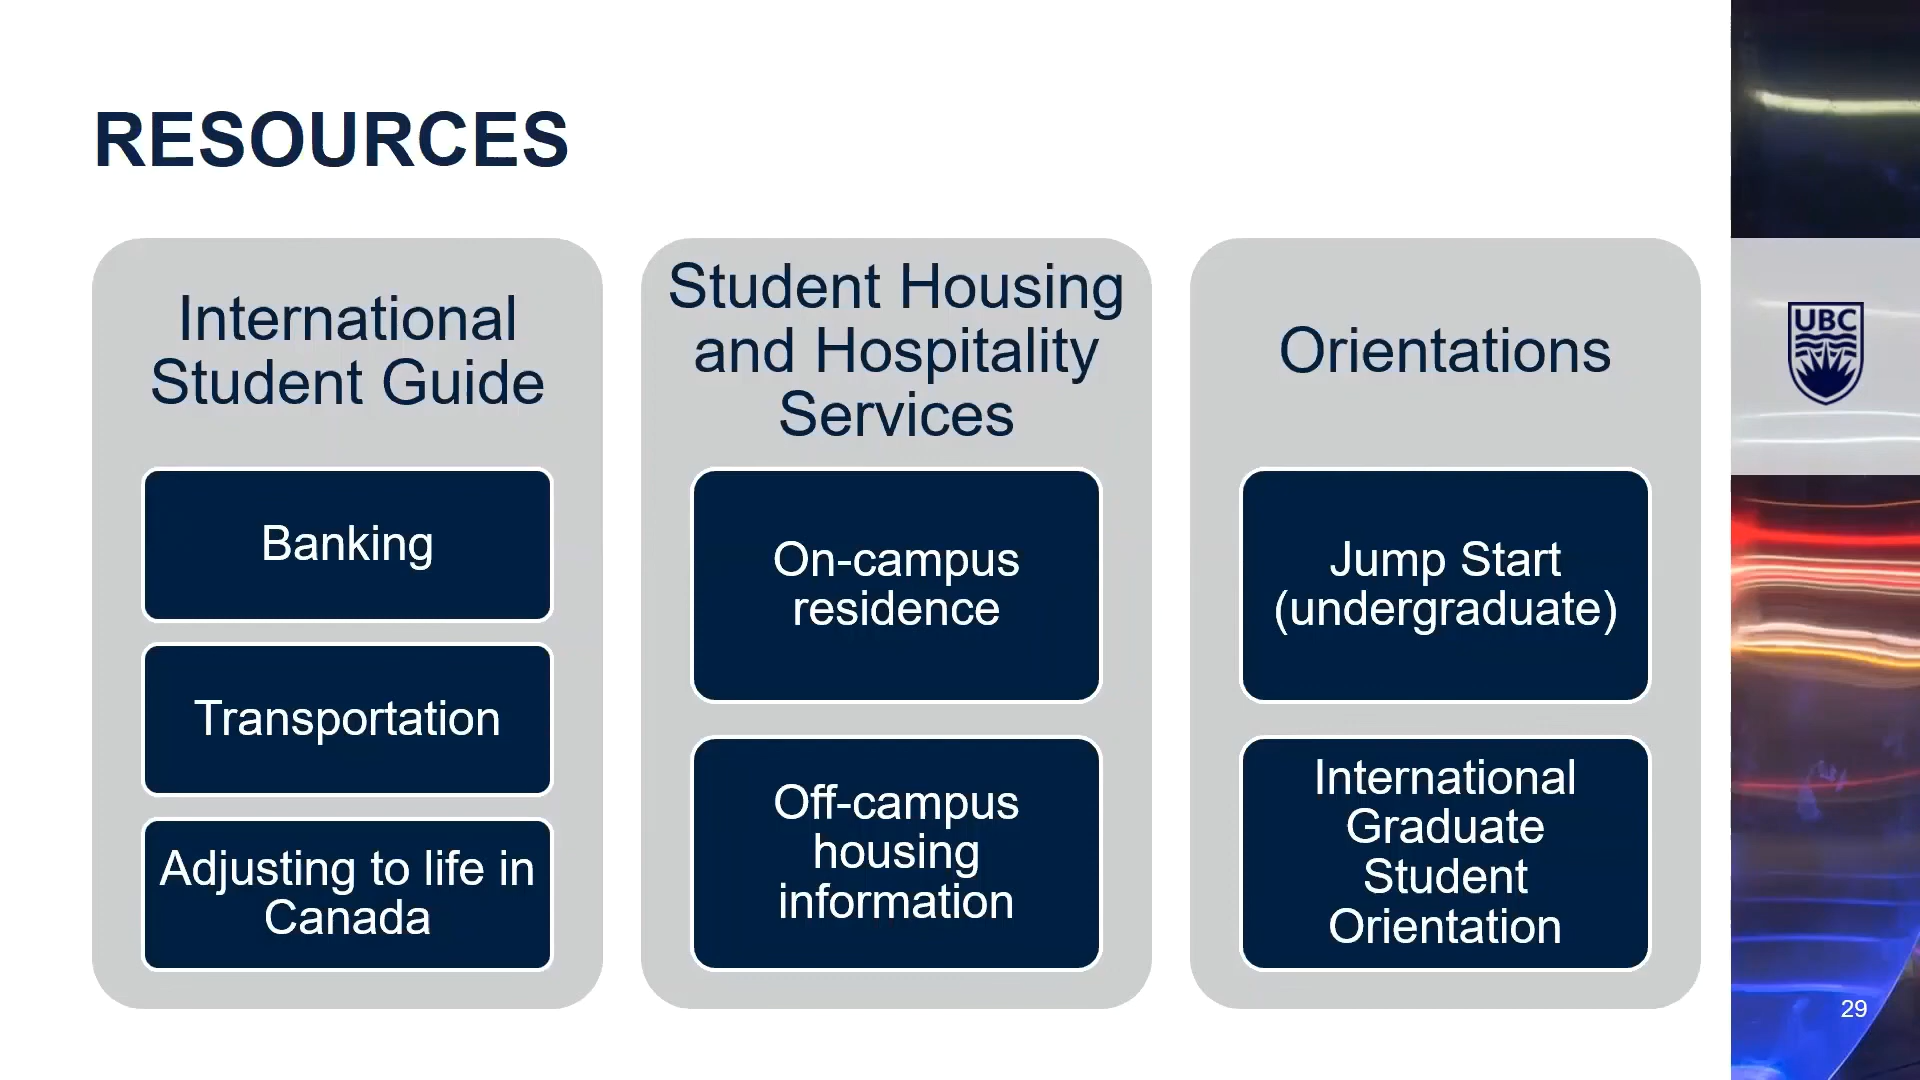 RESOURCES
International
Student Guide
Banking
Transportation
Adjusting to life in
Canada
Student Housing
and Hospitality
Services
On-campus
residence
Off-campus
housing
information
Orientations
Jump Start
(undergraduate)
International
Graduate
Student
Orientation
UBC
29